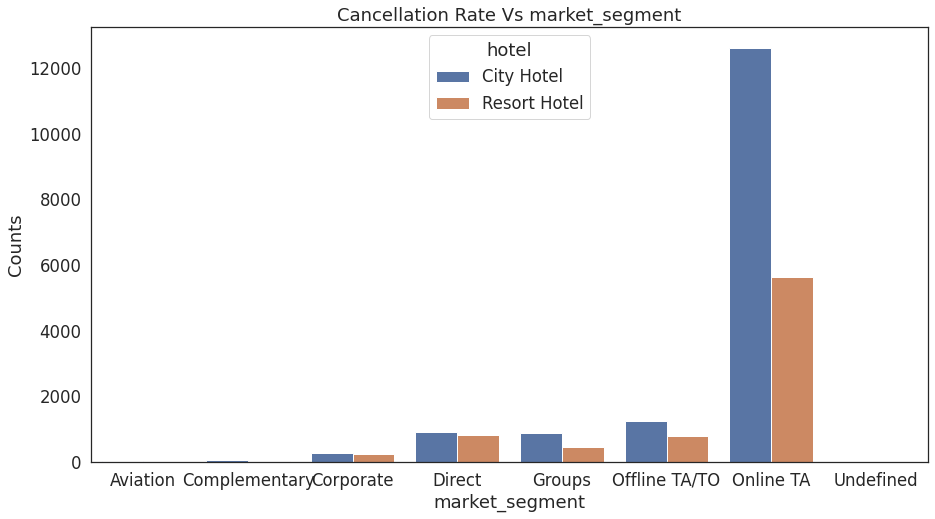 Cancellation Rate Vs market_segment
hotel
City Hotel
Resort Hotel
Counts
12000
10000
8000
6000
4000
2000
0
Aviation Complementary Corporate Direct Groups Offline TA/TO Online TA Undefined
market_segment